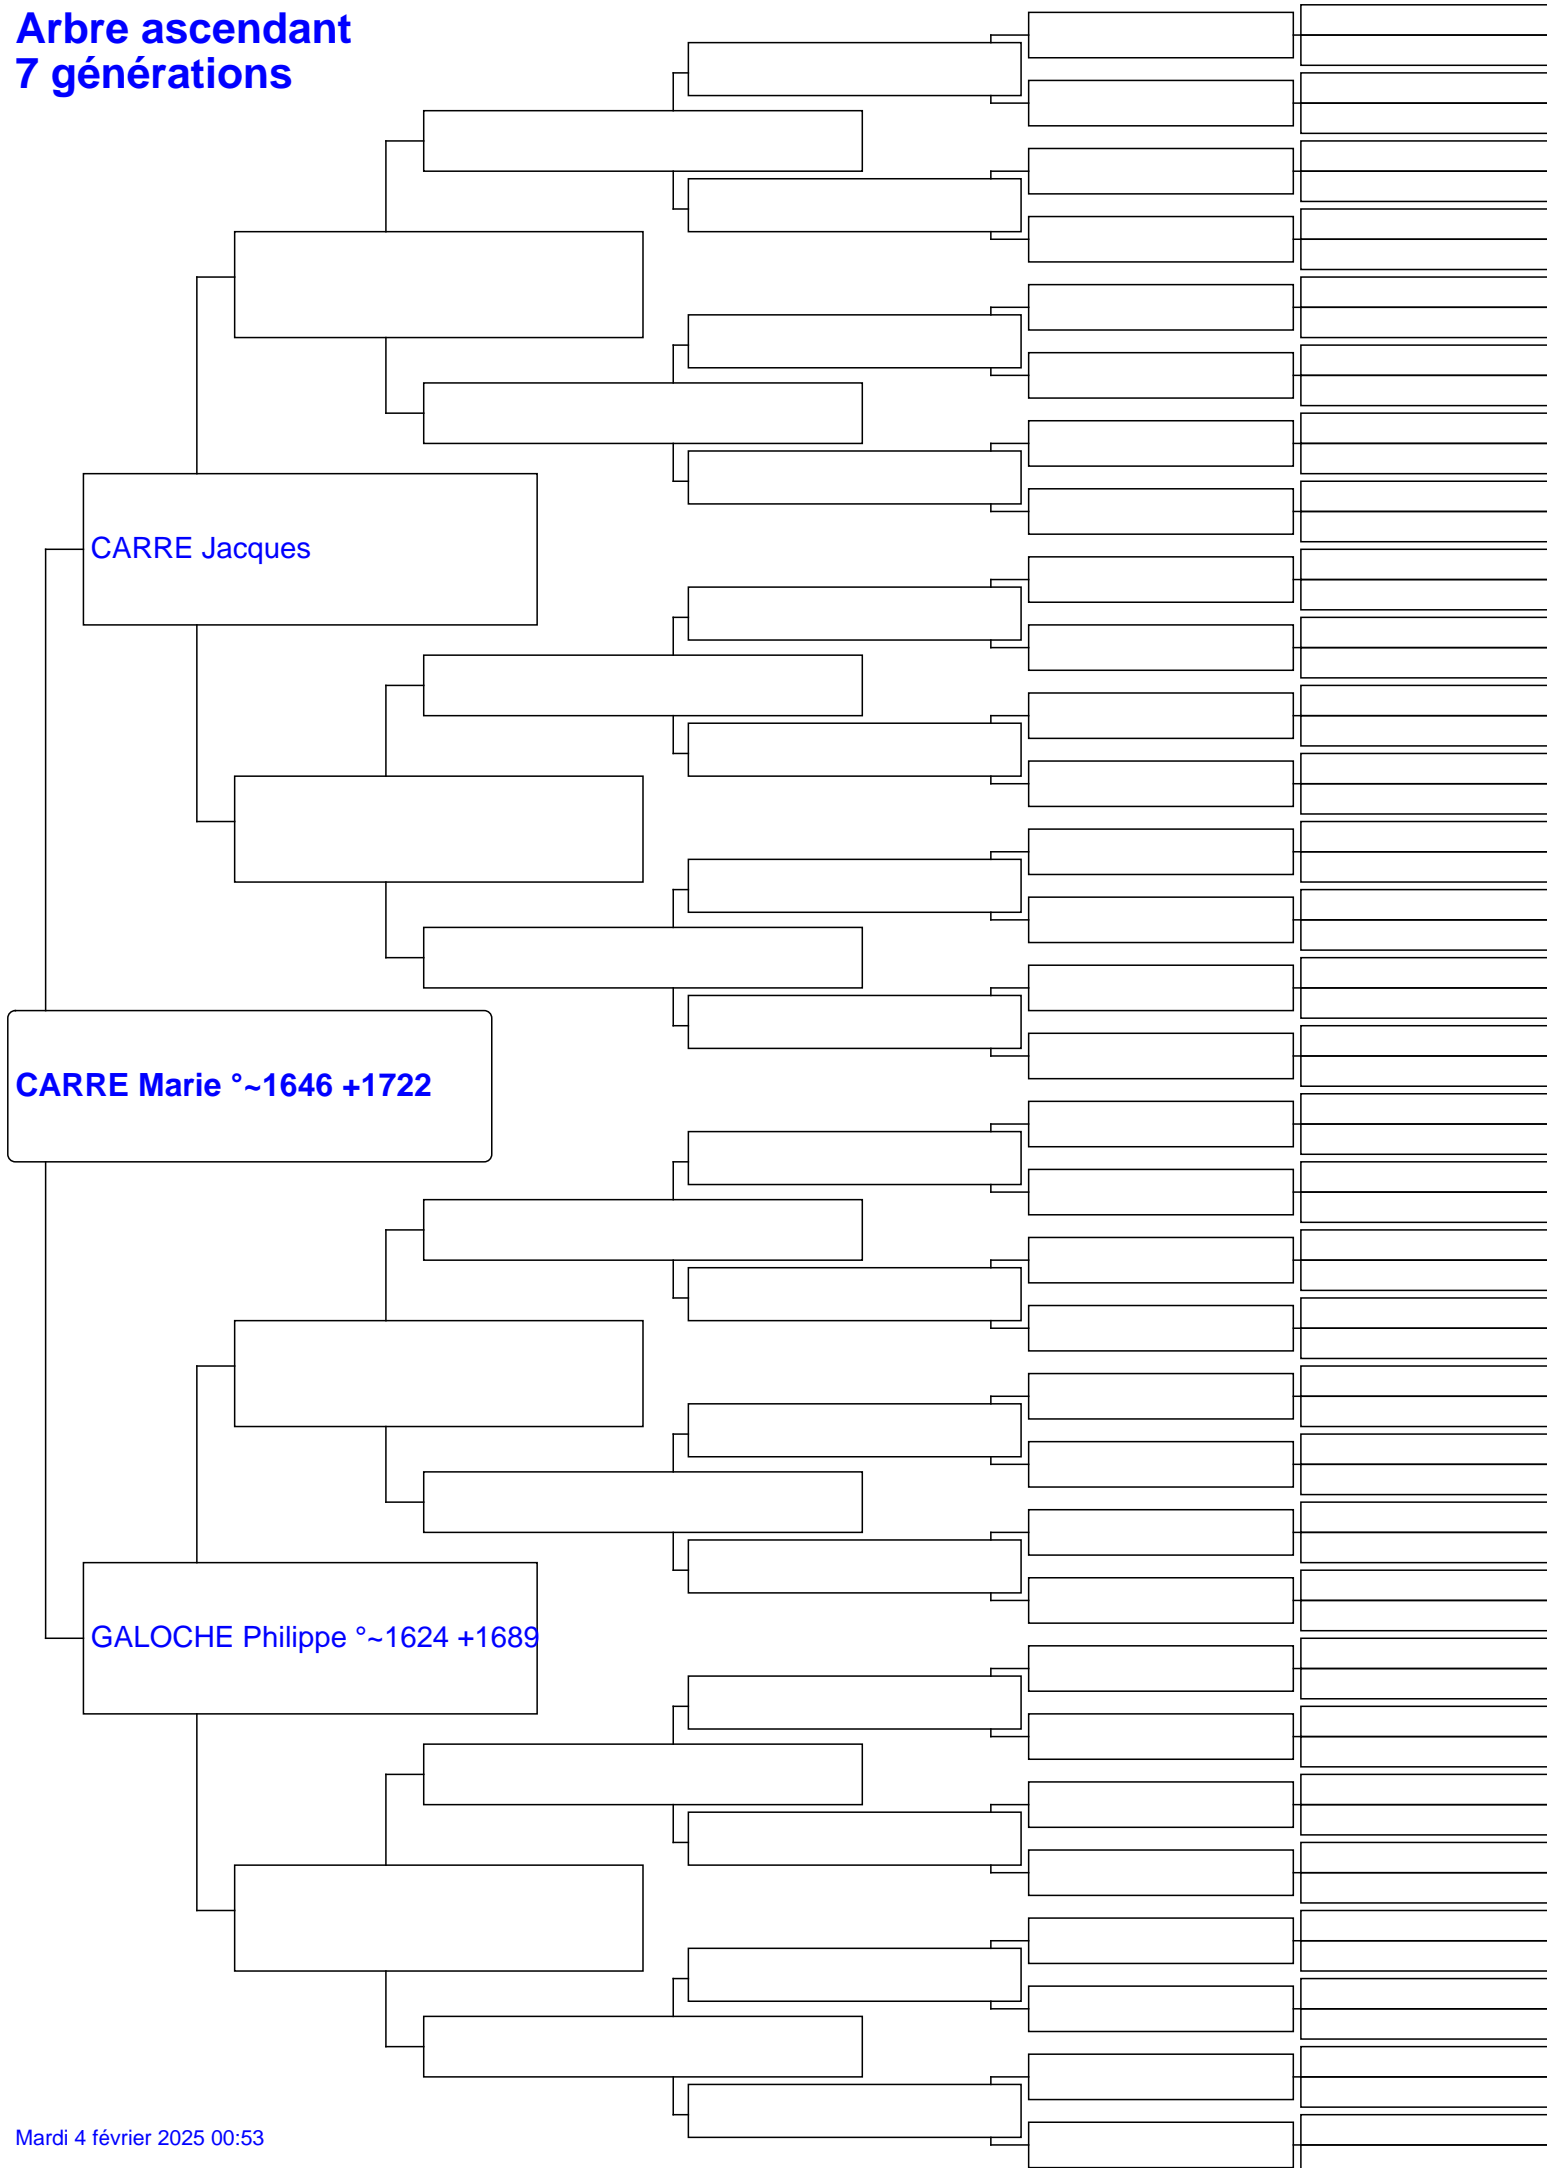 Arbre ascendant
7 générations
CARRE Jacques
CARRE Marie °~1646 +1722
GALOCHE Philippe °~1624 +1689
Mardi 4 février 2025 00:53